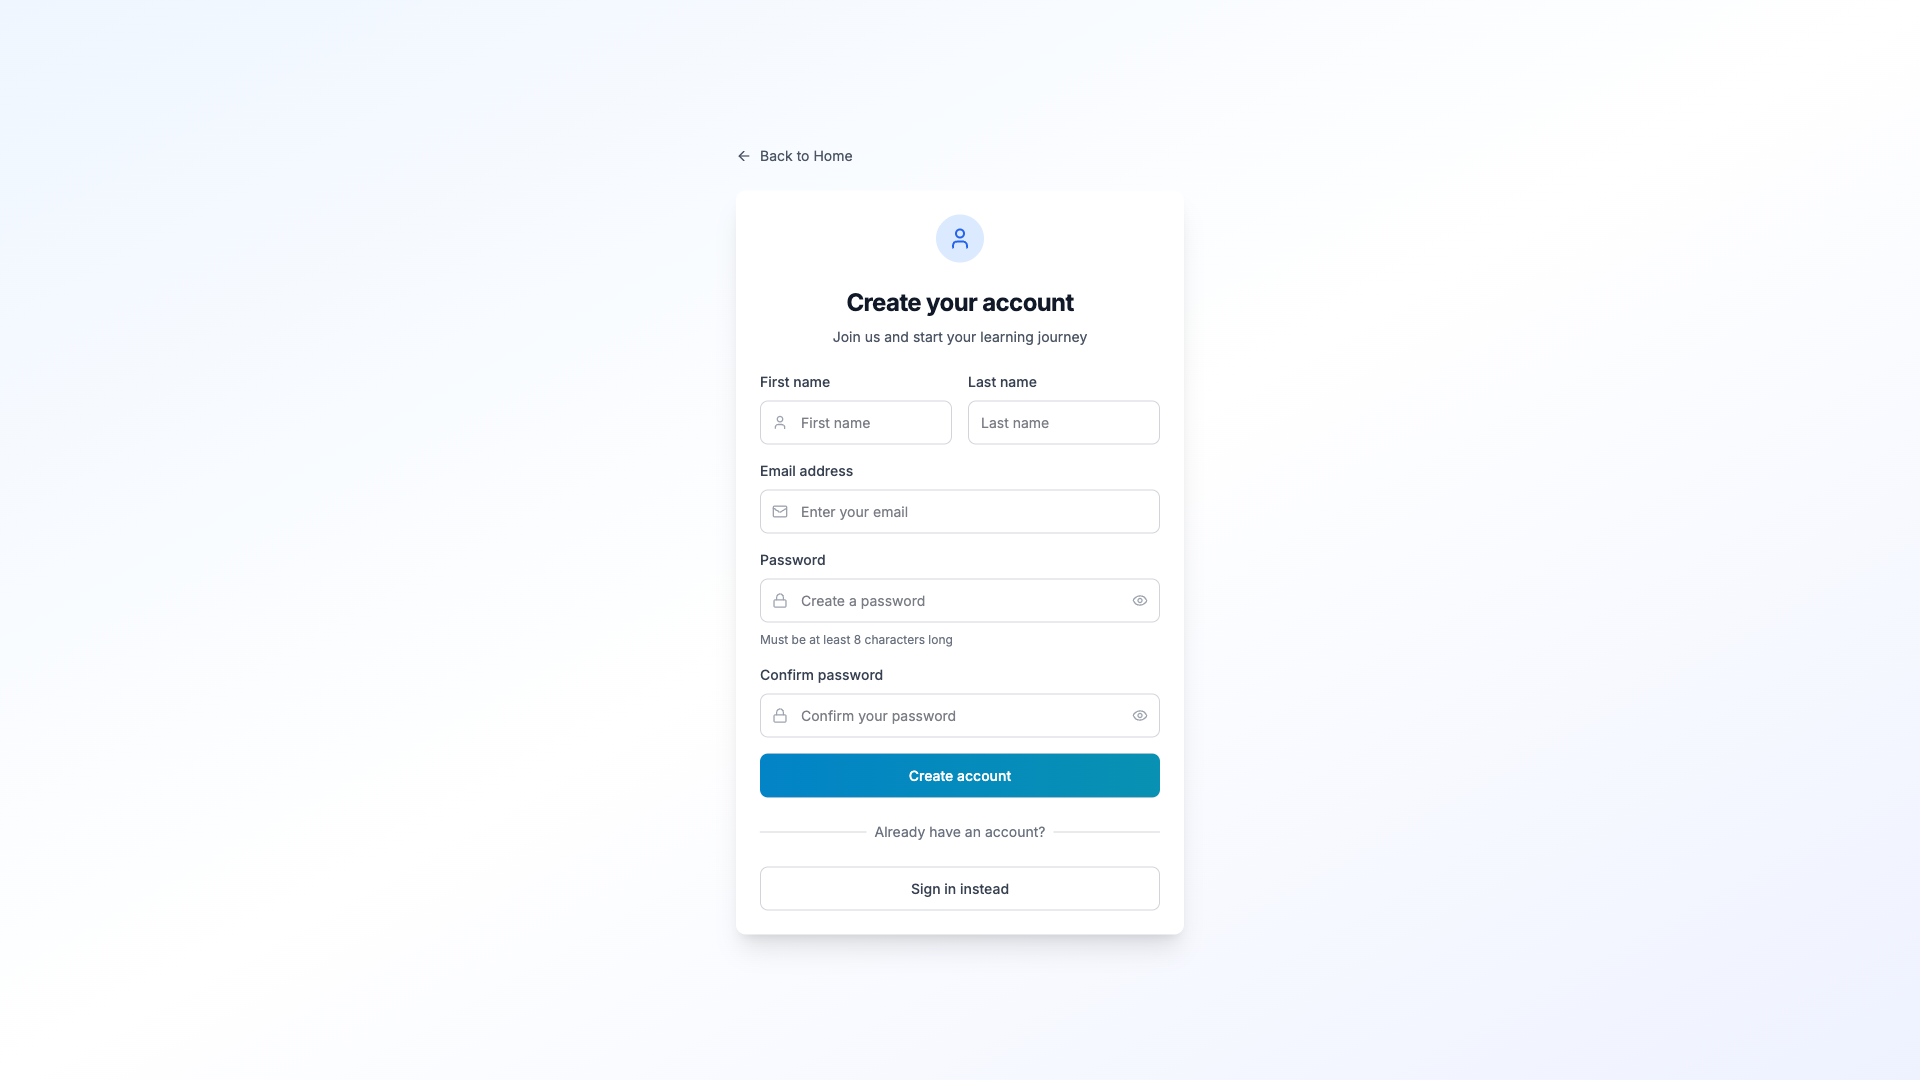 Back to Home
Create your account
Join us and start your learning journey
First name
Last name
First name
Last name
Email address
Enter your email
Password
Create a password
Must be at least 8 characters long
Confirm password
Confirm your password
Create account
Already have an account?
Sign in instead